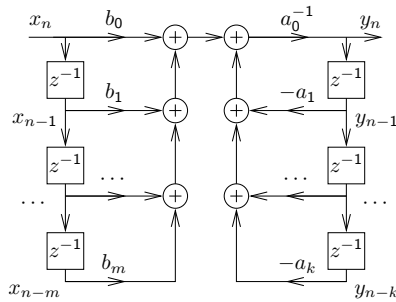 x_n b_0 + + a_0^{-1} y_n
z^{-1} z^{-1}
b_1 + + −a_1
x_{n−1} y_{n−1}
z^{-1} z^{-1}
... ...
... + + ...
z^{-1} z^{-1}
b_m −a_k
x_{n−m} y_{n−k}